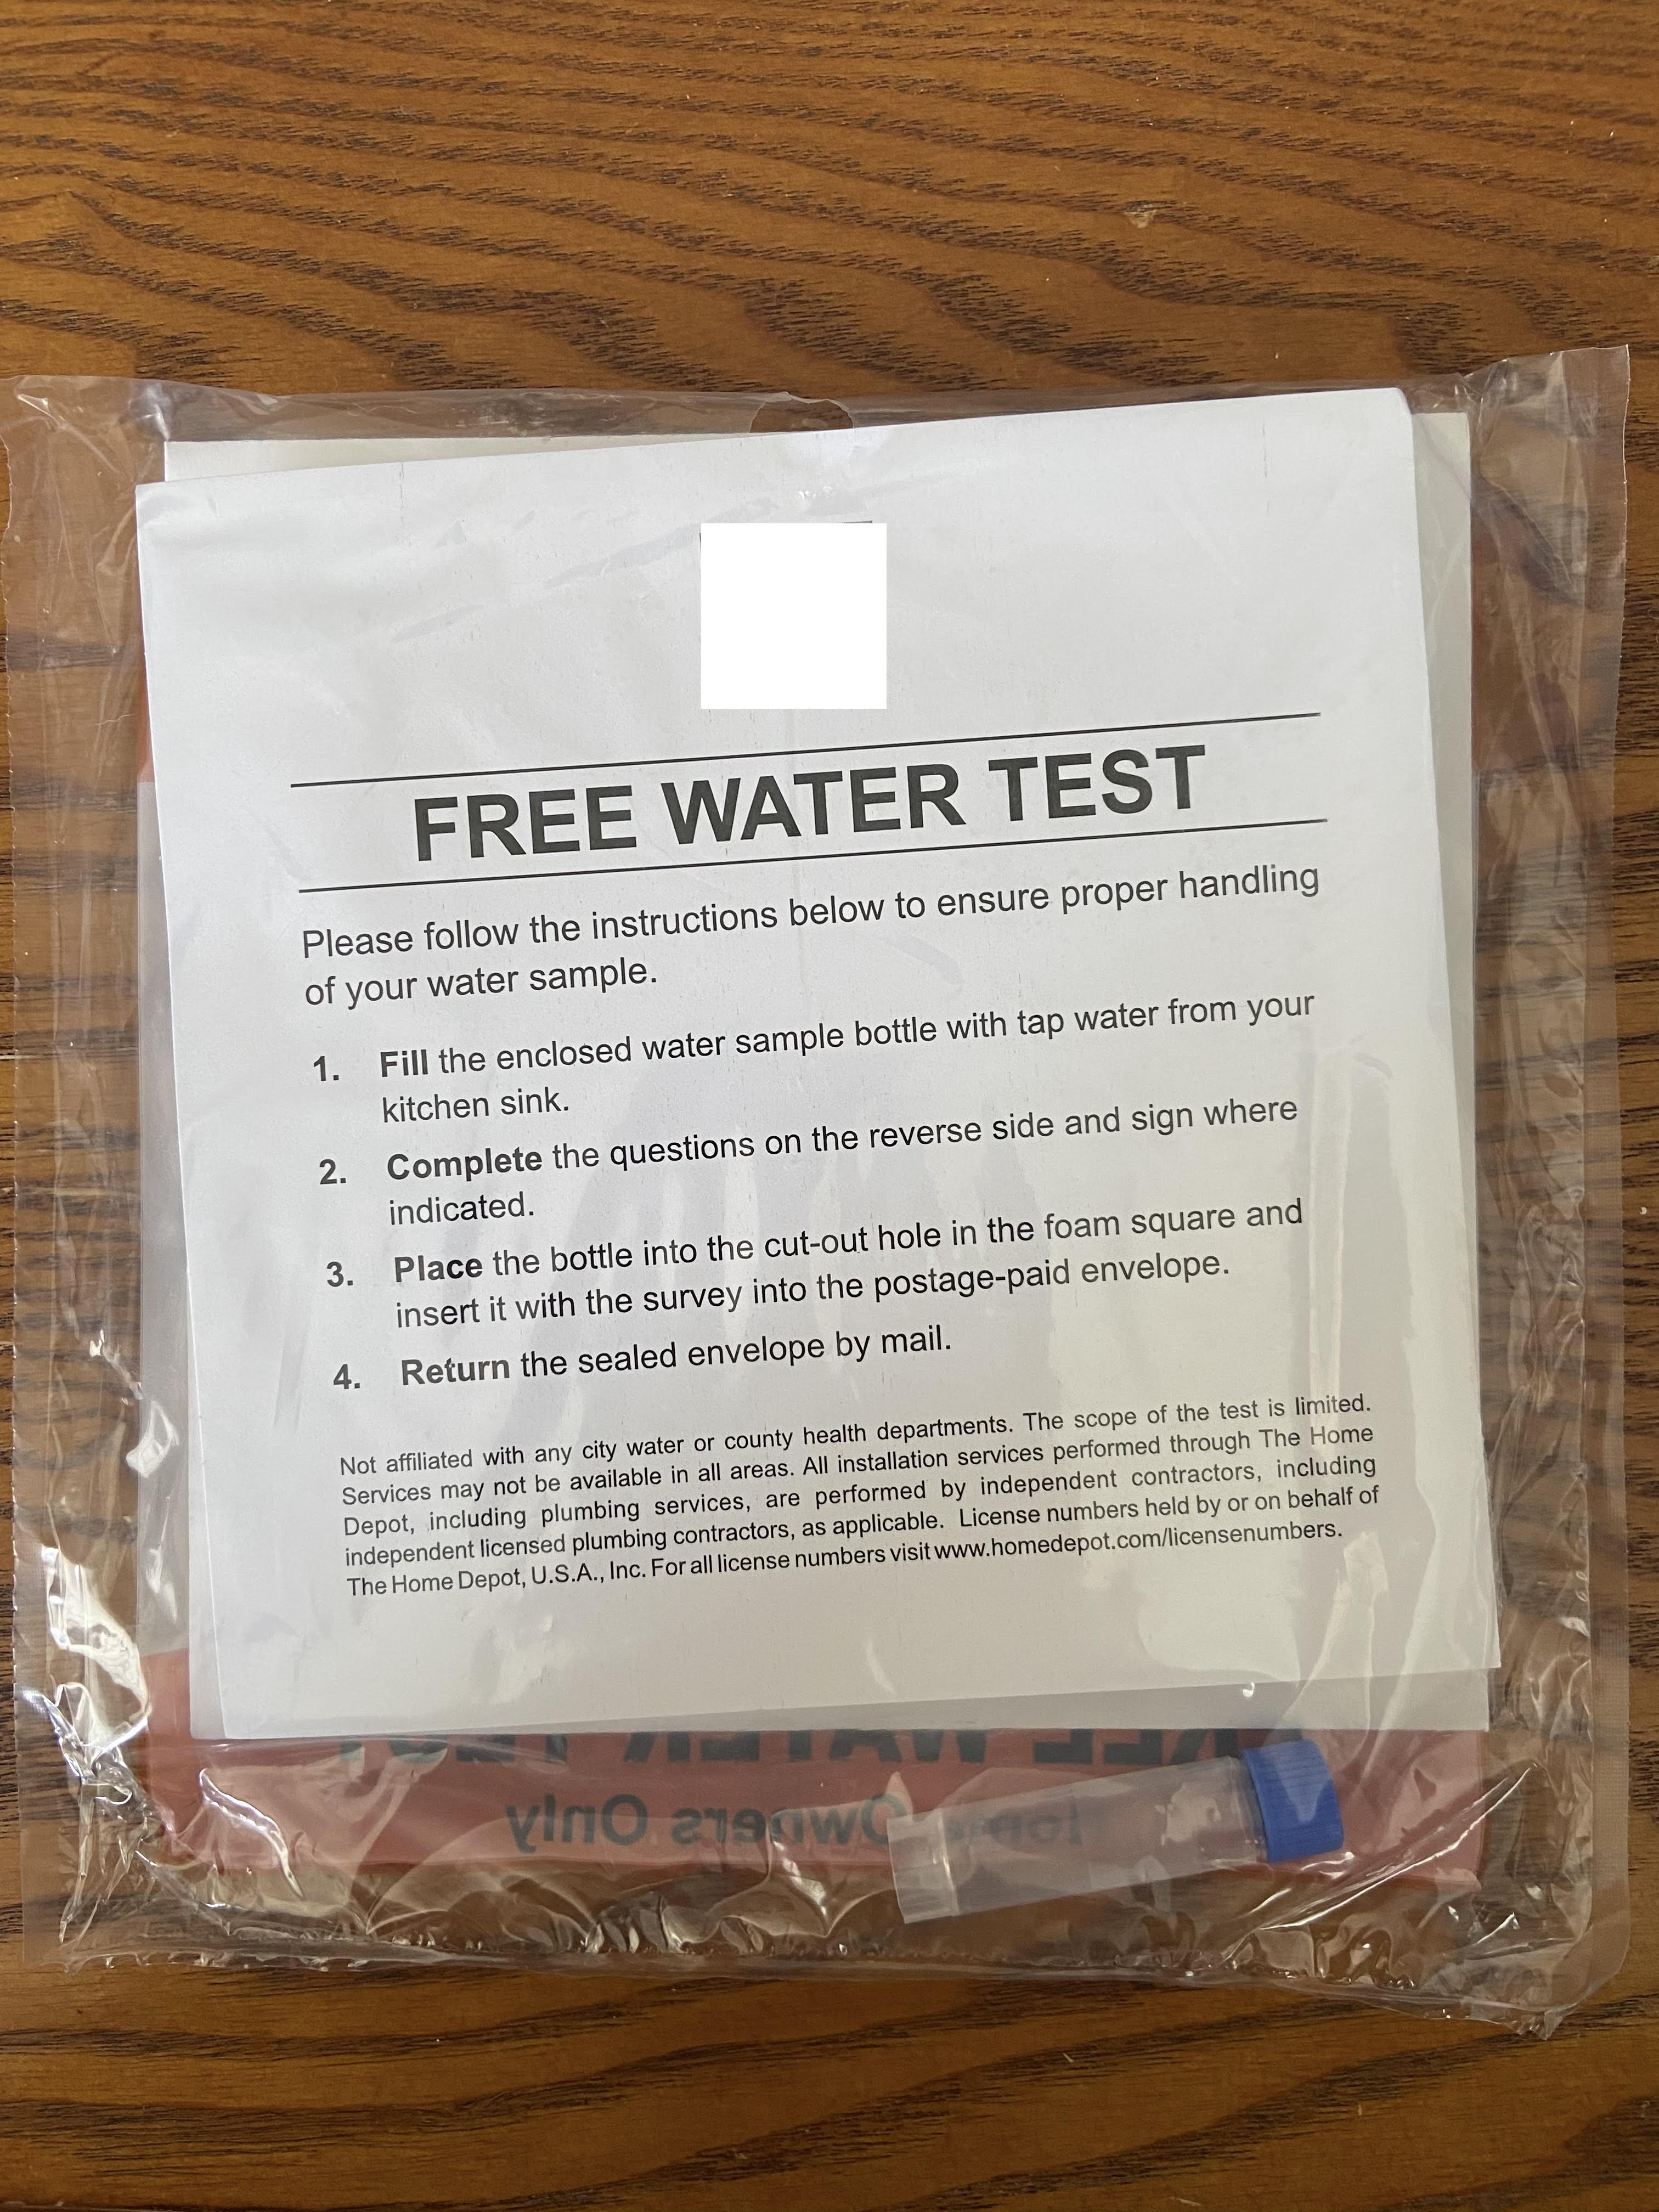 FREE WATER TEST
Please follow the instructions below to ensure proper handling
of your water sample.
1. Fill the enclosed water sample bottle with tap water from your
kitchen sink.
2. Complete the questions on the reverse side and sign where
indicated.
3. Place the bottle into the cut-out hole in the foam square and
insert it with the survey into the postage-paid envelope.
4. Return the sealed envelope by mail.
Not affiliated with any city water or county health departments. The scope of the test is limited.
Services may not be available in all areas. All installation services performed through The Home
Depot, including plumbing services, are performed by independent contractors, including
independent licensed plumbing contractors, as applicable. License numbers held by or on behalf of
The Home Depot, U.S.A., Inc. For all license numbers visit www.homedepot.com/licensenumbers.
WATER TEST
Owners Only